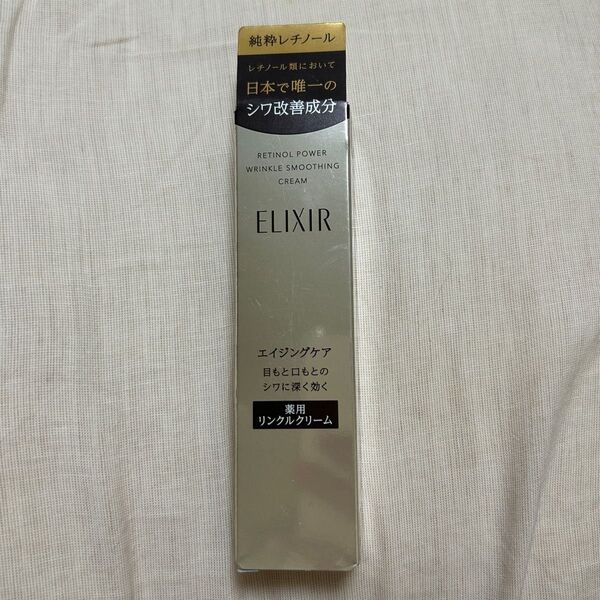 純粋レチノール
レチノール類において
日本で唯一の
シワ改善成分
RETINOL POWER
WRINKLE SMOOTHING
CREAM
ELIXIR
エイジングケア
目もと口もとの
シワに深く効く
薬用
リンクルクリーム